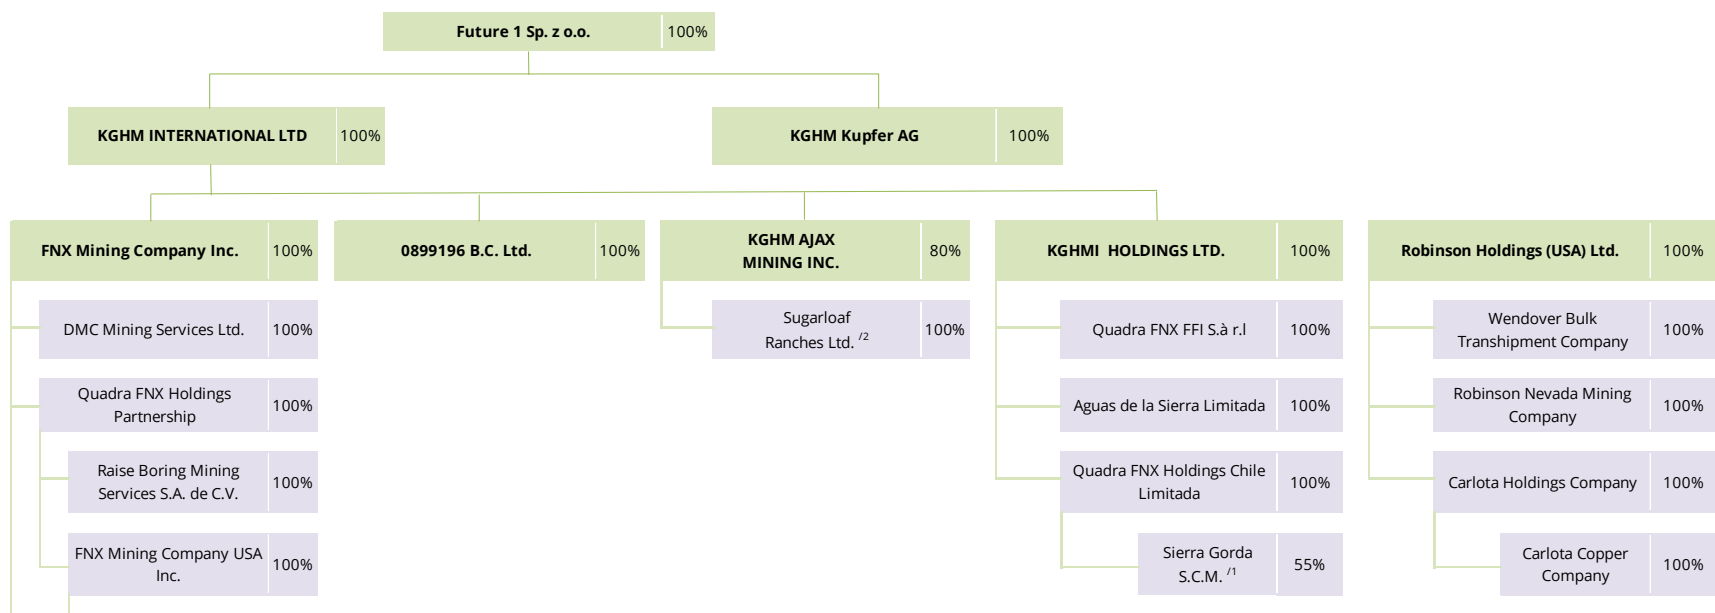 Future 1 Sp. z o.o. 100%
KGHM INTERNATIONAL LTD 100%
KGHM Kupfer AG 100%
FNX Mining Company Inc. 100%
0899196 B.C. Ltd. 100%
KGHM AJAX
MINING INC. 80%
KGHMI HOLDINGS LTD. 100%
Robinson Holdings (USA) Ltd. 100%
DMC Mining Services Ltd. 100%
Sugarloaf
Ranches Ltd. /2 100%
Quadra FNX FFI S.à r.l 100%
Wendover Bulk
Transhipment Company 100%
Quadra FNX Holdings
Partnership 100%
Aguas de la Sierra Limitada 100%
Robinson Nevada Mining
Company 100%
Raise Boring Mining
Services S.A. de C.V. 100%
Quadra FNX Holdings Chile
Limitada 100%
Carlota Holdings Company 100%
FNX Mining Company USA
Inc. 100%
Sierra Gorda
S.C.M. /1 55%
Carlota Copper
Company 100%